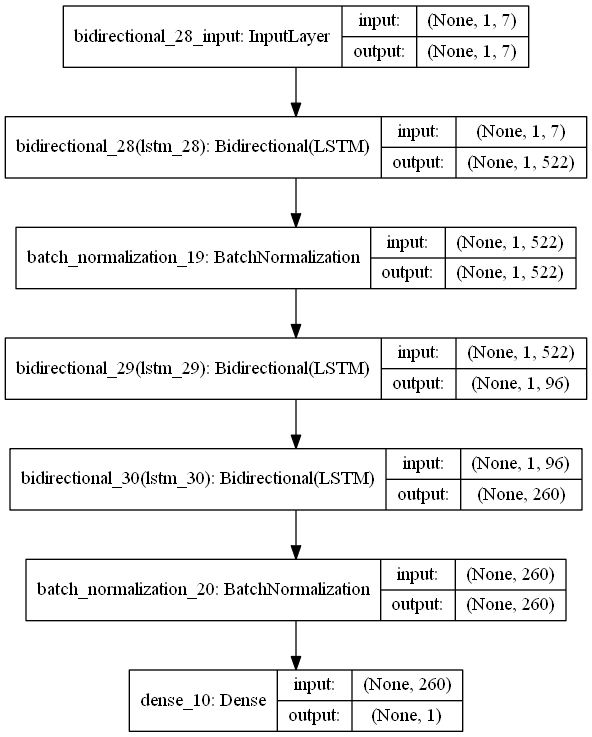 bidirectional_28_input: InputLayer
input: (None, 1, 7)
output: (None, 1, 7)
bidirectional_28(lstm_28): Bidirectional(LSTM)
input: (None, 1, 7)
output: (None, 1, 522)
batch_normalization_19: BatchNormalization
input: (None, 1, 522)
output: (None, 1, 522)
bidirectional_29(lstm_29): Bidirectional(LSTM)
input: (None, 1, 522)
output: (None, 1, 96)
bidirectional_30(lstm_30): Bidirectional(LSTM)
input: (None, 1, 96)
output: (None, 260)
batch_normalization_20: BatchNormalization
input: (None, 260)
output: (None, 260)
dense_10: Dense
input: (None, 260)
output: (None, 1)